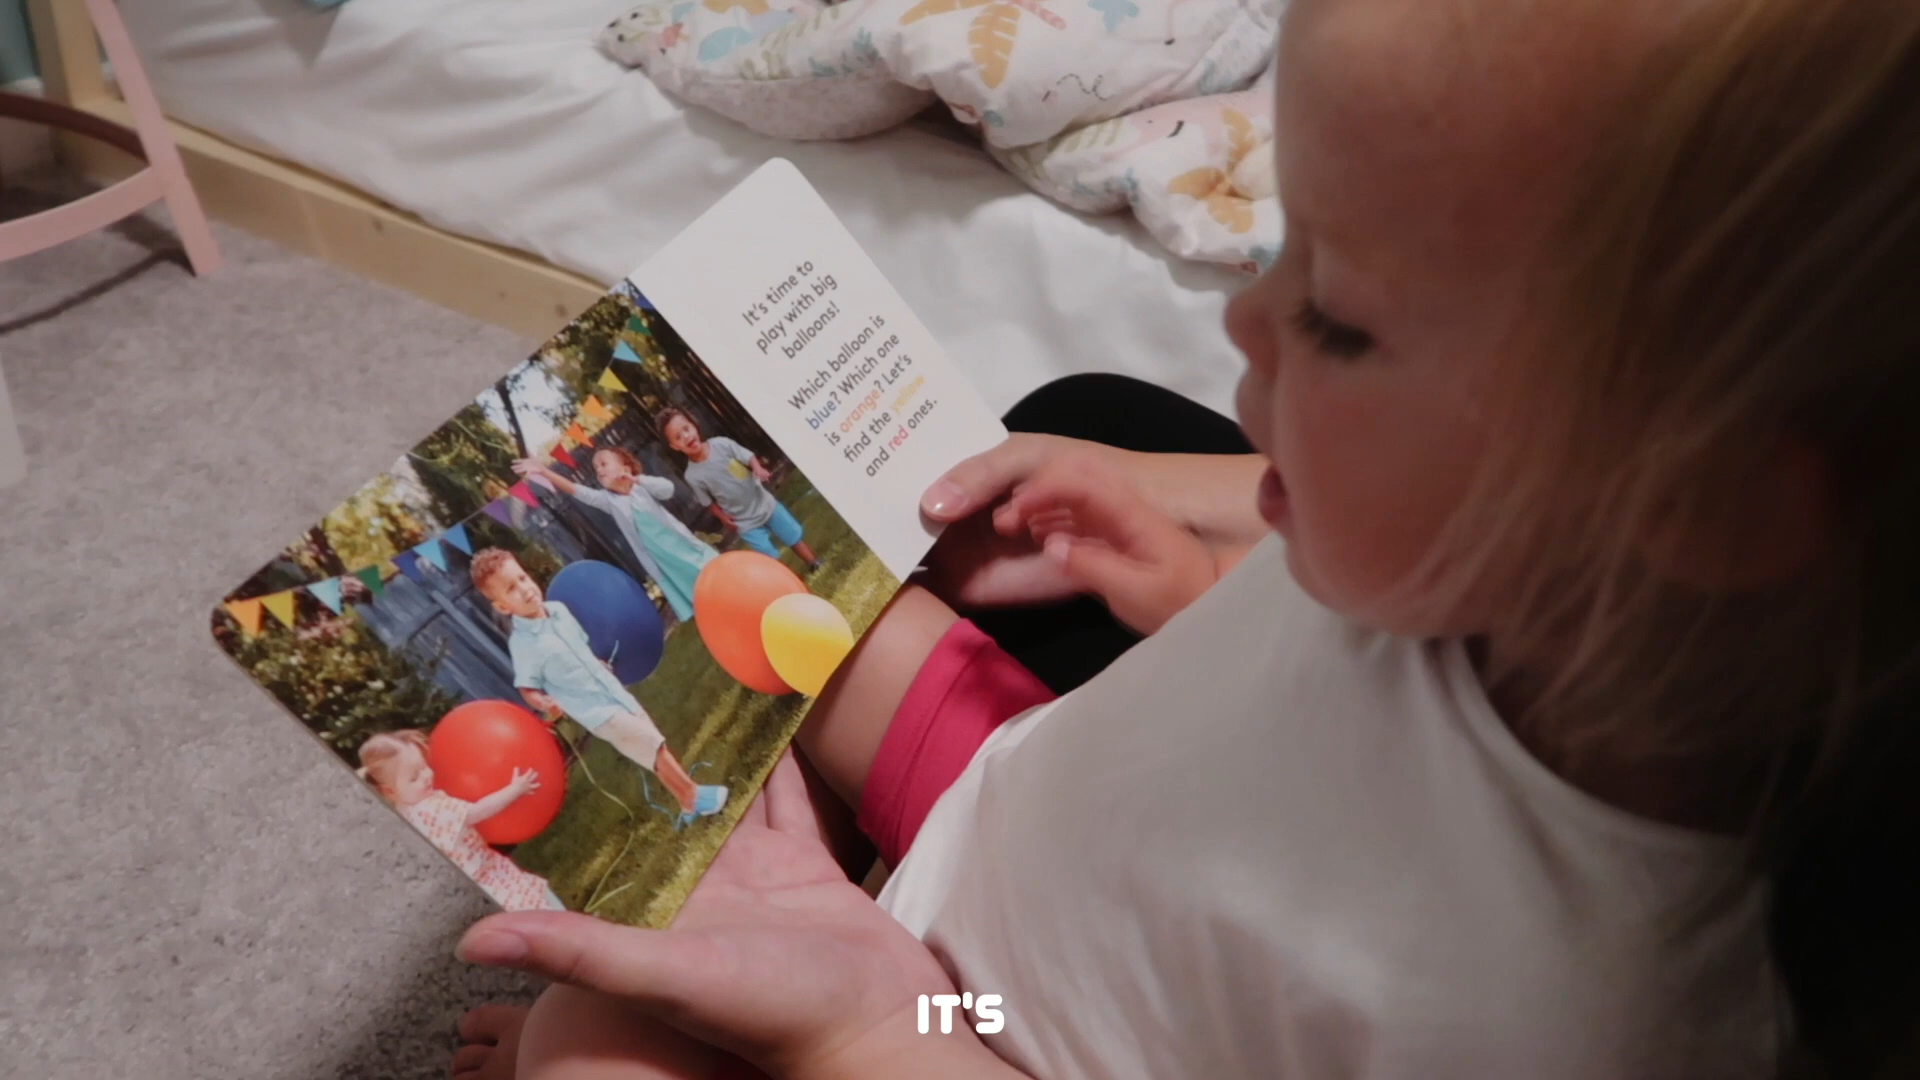 It's time to
play with big
balloons!
Which balloon is
blue? Which one
is orange? Let's
find the yellow
and red ones.
IT'S